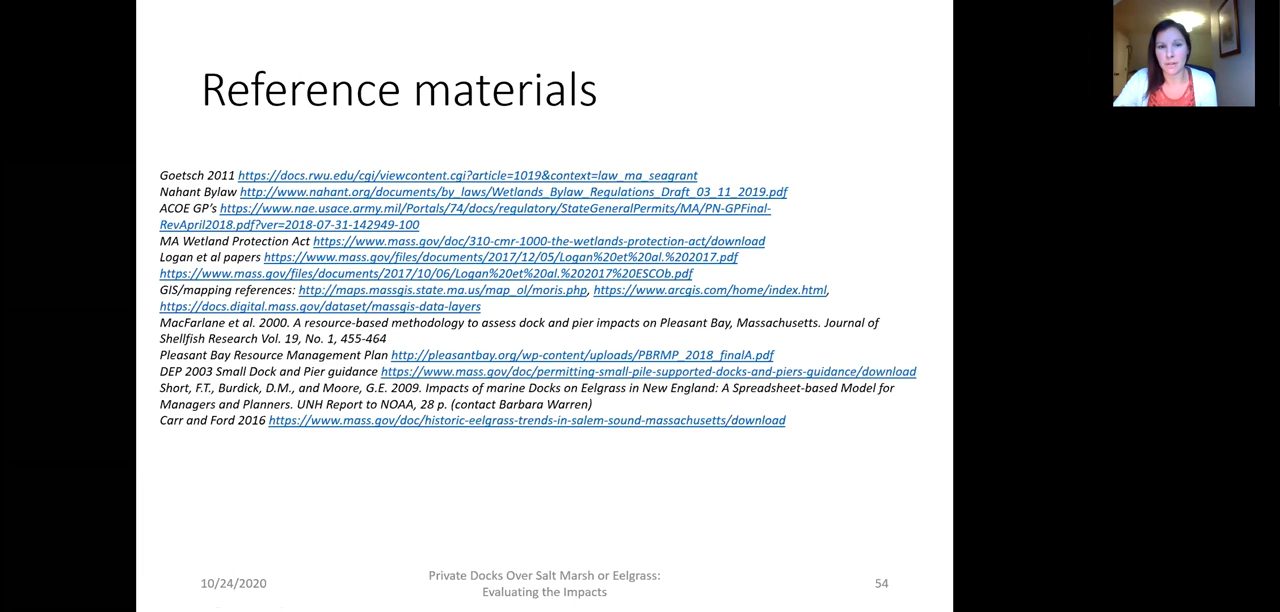 Reference materials
Goetsch 2011 https://docs.rwu.edu/cgi/viewcontent.cgi?article=1019&context=law_ma_seagrant
Nahant Bylaw http://www.nahant.org/documents/by_laws/Wetlands_Bylaw_Regulations_Draft_03_11_2019.pdf
ACOE GP's https://www.nae.usace.army.mil/Portals/74/docs/regulatory/StateGeneralPermits/MA/PN-GPFinal-
RevApril2018.pdf?ver=2018-07-31-142949-100
MA Wetland Protection Act https://www.mass.gov/doc/310-cmr-1000-the-wetlands-protection-act/download
Logan et al papers https://www.mass.gov/files/documents/2017/12/05/Logan%20et%20al.%202017.pdf
https://www.mass.gov/files/documents/2017/10/06/Logan%20et%20al.%202017%20ESCOb.pdf
GIS/mapping references: http://maps.massgis.state.ma.us/map_ol/moris.php, https://www.arcgis.com/home/index.html,
https://docs.digital.mass.gov/dataset/massgis-data-layers
MacFarlane et al. 2000. A resource-based methodology to assess dock and pier impacts on Pleasant Bay, Massachusetts. Journal of
Shellfish Research Vol. 19, No. 1, 455-464
Pleasant Bay Resource Management Plan http://pleasantbay.org/wp-content/uploads/PBRMP_2018_finalA.pdf
DEP 2003 Small Dock and Pier guidance https://www.mass.gov/doc/permitting-small-pile-supported-docks-and-piers-guidance/download
Short, F.T., Burdick, D.M., and Moore, G.E. 2009. Impacts of marine Docks on Eelgrass in New England: A Spreadsheet-based Model for
Managers and Planners. UNH Report to NOAA, 28 p. (contact Barbara Warren)
Carr and Ford 2016 https://www.mass.gov/doc/historic-eelgrass-trends-in-salem-sound-massachusetts/download
10/24/2020
Private Docks Over Salt Marsh or Eelgrass:
Evaluating the Impacts
54